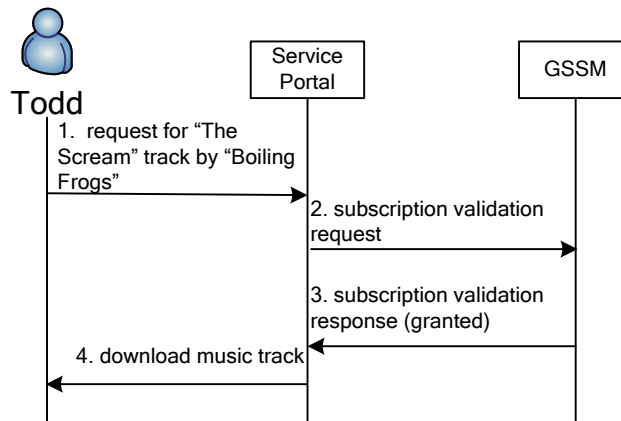 Todd
Service
Portal
GSSM
1. request for “The
Scream” track by “Boiling
Frogs”
2. subscription validation
request
3. subscription validation
response (granted)
4. download music track